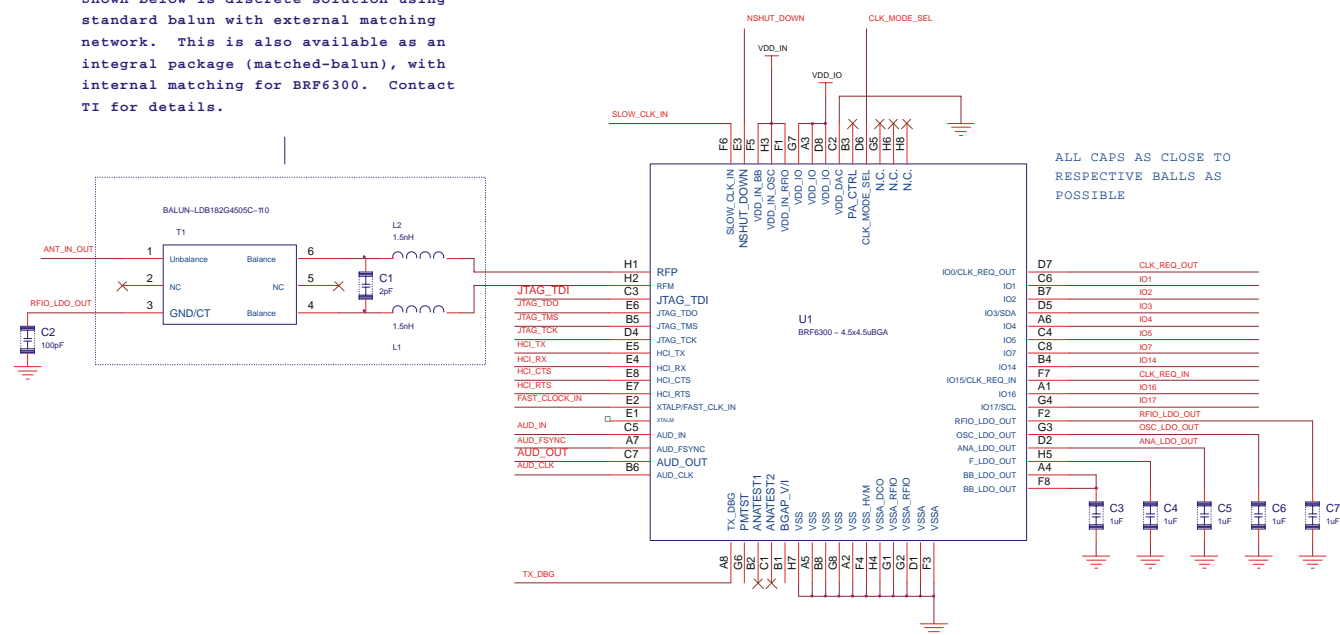 shown below is discrete solution using
standard balun with external matching
network. This is also available as an
integral package (matched-balun), with
internal matching for BRF6300. Contact
TI for details.
NSHUT_DOWN
CLK_MODE_SEL
VDD_IN
VDD_IO
SLOW_CLK_IN
F6
E3
F5
H3
F1
G7
A3
D8
C2
B3
D6
G5
H6
H8
SLOW_CLK_IN
NSHUT_DOWN
VDD_IN_BB
VDD_IN_OSC
VDD_IN_RFIO
VDD_IO
VDD_IO
VDD_IO
VDD_DAC
PA_CTRL
CLK_MODE_SEL
N.C.
N.C.
N.C.
ALL CAPS AS CLOSE TO
RESPECTIVE BALLS AS
POSSIBLE
BALUN-LDB182G4505C-110
T1
ANT_IN_OUT
1
Unbalance
Balance
6
2
NC
NC
5
RFIO_LDO_OUT
3
GND/CT
Balance
4
C2
100pF
C1
2pF
L2
1.5nH
1.5nH
L1
H1 RFP
H2 RFM
JTAG_TDI C3 JTAG_TDI
JTAG_TDO E6 JTAG_TDO
JTAG_TMS B5 JTAG_TMS
JTAG_TCK D4 JTAG_TCK
HCI_TX E5 HCI_TX
HCI_RX E4 HCI_RX
HCI_CTS E8 HCI_CTS
HCI_RTS E7 HCI_RTS
FAST_CLOCK_IN E2 XTALP/FAST_CLK_IN
E1 XTALM
AUD_IN C5 AUD_IN
AUD_FSYNC A7 AUD_FSYNC
AUD_OUT C7 AUD_OUT
AUD_CLK B6 AUD_CLK
U1
BRF6300 - 4.5x4.5uBGA
IO0/CLK_REQ_OUT D7 CLK_REQ_OUT
IO1 C6 IO1
IO2 B7 IO2
IO3/SDA D5 IO3
IO4 A6 IO4
IO5 C4 IO5
IO7 C8 IO7
IO14 B4 IO14
IO15/CLK_REQ_IN F7 CLK_REQ_IN
IO16 A1 IO16
IO17/SCL G4 IO17
RFIO_LDO_OUT F2 RFIO_LDO_OUT
OSC_LDO_OUT G3 OSC_LDO_OUT
ANA_LDO_OUT D2 ANA_LDO_OUT
F_LDO_OUT H5
BB_LDO_OUT A4
BB_LDO_OUT F8
C3
1uF
C4
1uF
C5
1uF
C6
1uF
C7
1uF
TX_DBG
PMTST
ANATEST1
ANATEST2
BGAP_V/I
VSS
VSS
VSS
VSS
VSS
VSS_HVM
VSSA_DCO
VSSA_RFIO
VSSA_RFIO
VSSA
VSSA
A8
G6
B2
C1
B1
H7
A5
B8
G8
A2
F4
H4
G1
G2
D1
F3
TX_DBG